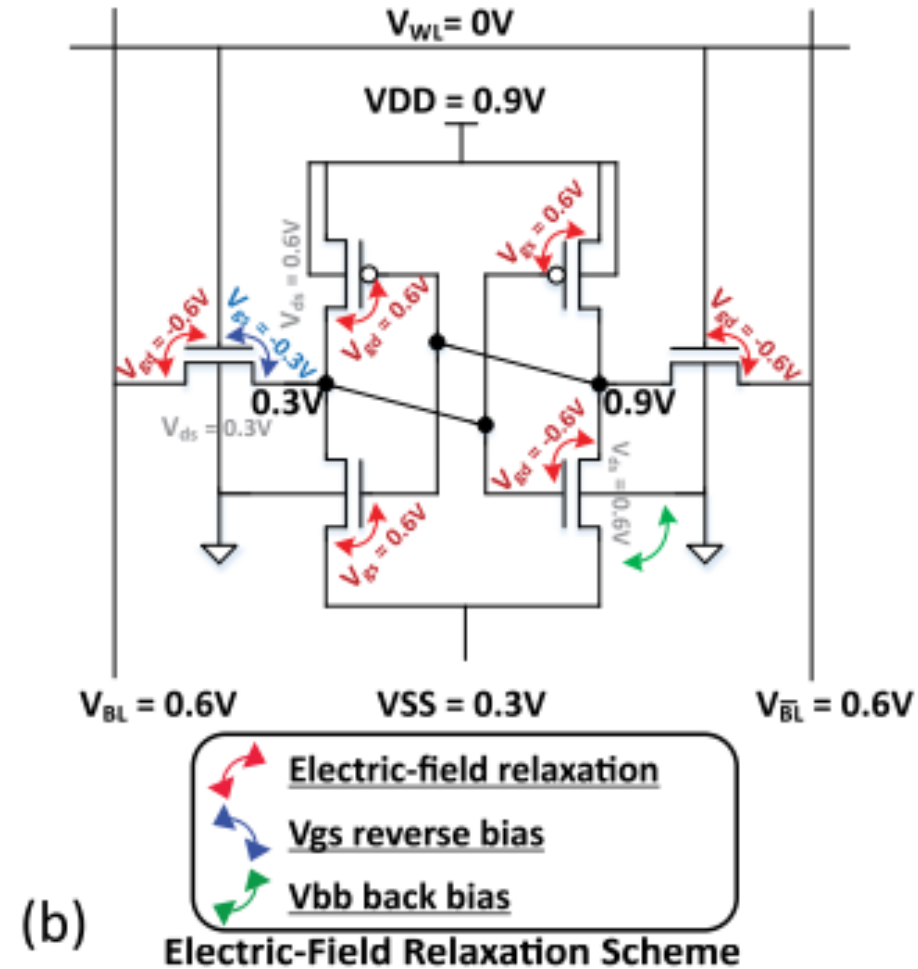 V_WL = 0V
VDD = 0.9V
V_ds = 0.6V
V_gs = 0.6V
V_gd = -0.6V
V_gs = -0.3V
V_gd = 0.6V
V_gd = -0.6V
0.3V
0.9V
V_ds = 0.3V
V_gd = -0.6V
V_ds = 0.6V
V_gs = 0.6V
V_BL = 0.6V
VSS = 0.3V
V_B̅L̅ = 0.6V
Electric-field relaxation
Vgs reverse bias
Vbb back bias
(b)
Electric-Field Relaxation Scheme